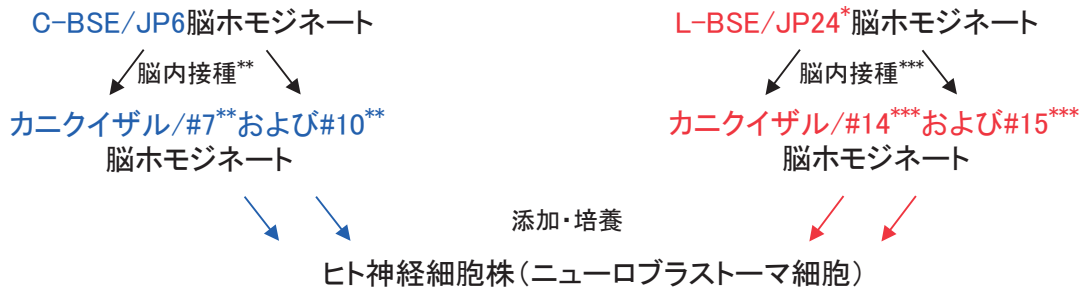 C-BSE/JP6脳ホモジネート
L-BSE/JP24*脳ホモジネート
脳内接種**
脳内接種***
カニクイザル/#7**および#10**
脳ホモジネート
カニクイザル/#14***および#15***
脳ホモジネート
添加・培養
ヒト神経細胞株(ニューロブラストーマ細胞)